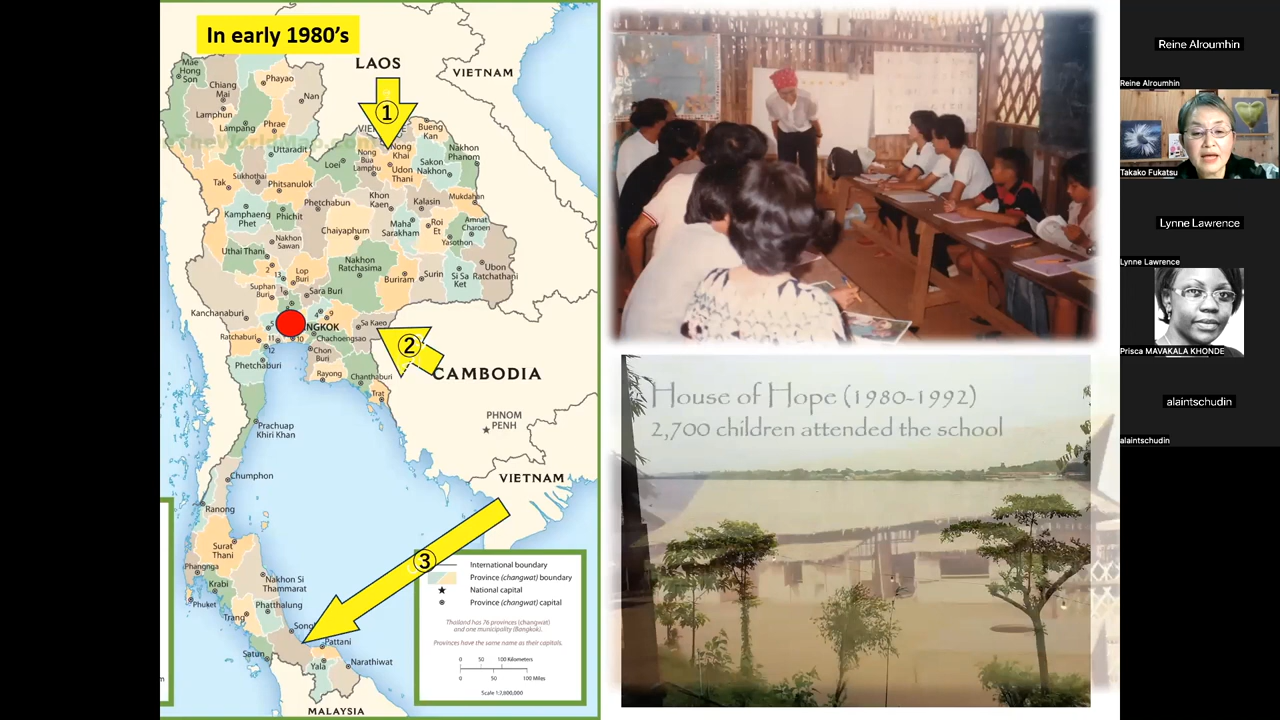 In early 1980's
LAOS
VIETNAM
①
Mae
Hong
Son
Chiang
Mai
Phayao
Nan
Lamphun
Lampang
Phrae
Uttaradit
Bueng
Kan
Loei
Nong
Bua
Lamphu
Nong
Khai
Udon
Thani
Sakon
Nakhon
Nakhon
Phanom
Tak
Sukhothai
Phitsanulok
Phetchabun
Khon
Kaen
Kalasin
Mukdahan
Kamphaeng
Phet
Phichit
Maha
Sarakham
Roi
Et
Amnat
Charoen
Yasothon
Chaiyaphum
Nakhon
Sawan
Uthai Thani
Lop
Buri
Nakhon
Ratchasima
Buriram
Surin
Si Sa
Ket
Ubon
Ratchathani
Suphan
Buri
Sara Buri
Kanchanaburi
NGKOK
Sa Kaeo
Ratchaburi
Chachoengsao
Chon
Buri
Phetchaburi
Rayong
Chanthaburi
Trat
②
CAMBODIA
PHNOM
PENH
Prachuap
Khiri Khan
VIETNAM
Chumphon
Ranong
③
Surat
Thani
Phangnga
Krabi
Nakhon Si
Thammarat
Phuket
Phatthalung
Trang
Pattani
Satun
Yala
Narathiwat
MALAYSIA
International boundary
Province (changwat) boundary
National capital
Province (changwat) capital
Thailand has 76 provinces (changwat)
and one municipality (Bangkok).
Provinces have the same name as their capitals.
0 50 100 Kilometers
0 50 100 Miles
Scale 1:7,800,000
House of Hope (1980-1992)
2,700 children attended the school
Reine Alroumhin
Reine Alroumhin
Takako Fukatsu
Lynne Lawrence
Lynne Lawrence
Prisca MAVAKALA KHONDE
alaintschudin
alaintschudin